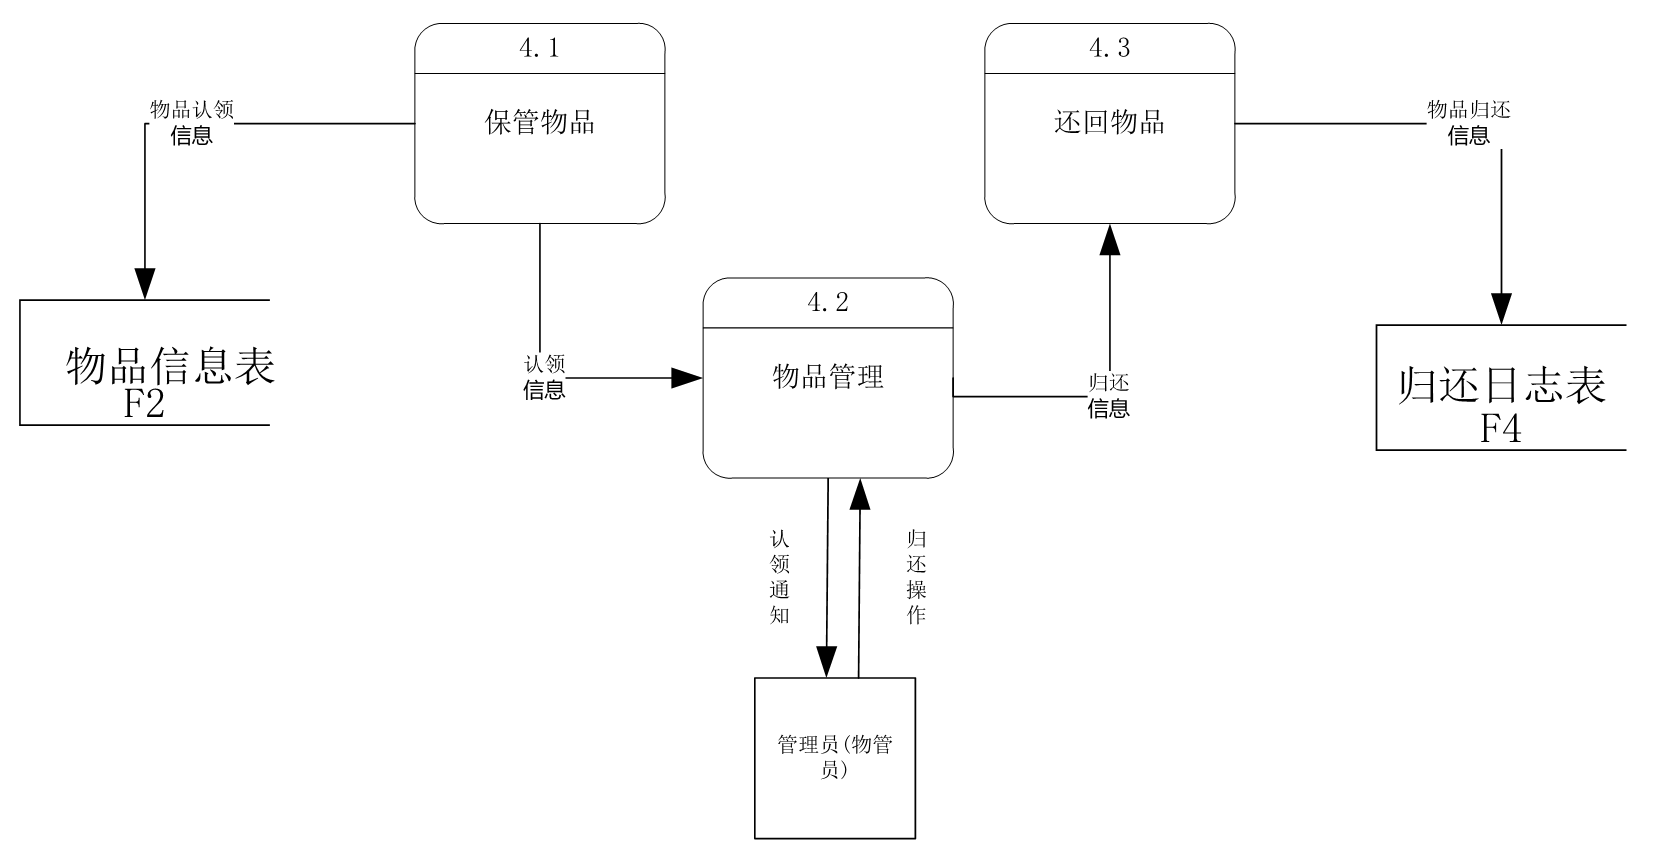 4.1
保管物品
4.3
还回物品
物品认领
信息
物品归还
信息
4.2
物品管理
认领
信息
归还
信息
物品信息表
F2
归还日志表
F4
认
领
通
知
归
还
操
作
管理员(物管
员)